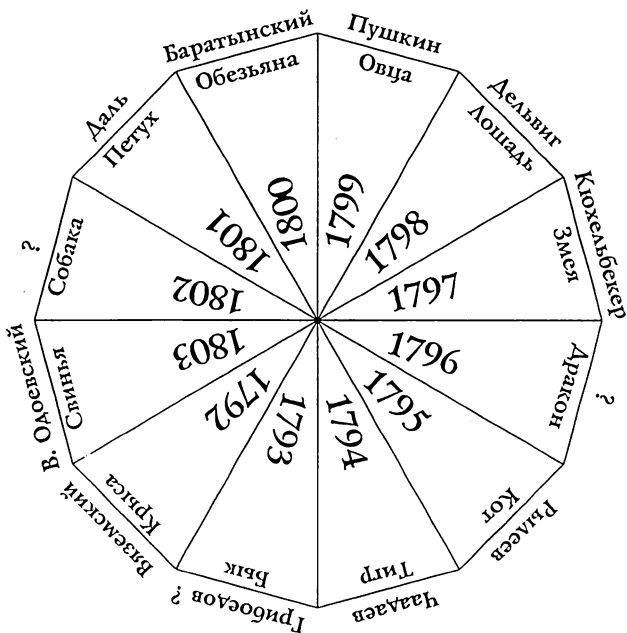 Пушкин
Овца
1799
Дельвиг
Лошадь
1798
Кюхельбекер
Змея
1797
?
Дракон
1796
Рылеев
Кот
1795
Чаадаев
Тигр
1794
Грибоедов ?
Бык
1793
Вяземский
Крыса
1792
В. Одоевский
Свинья
1803
?
Собака
1802
Даль
Петух
1801
Баратынский
Обезьяна
1800